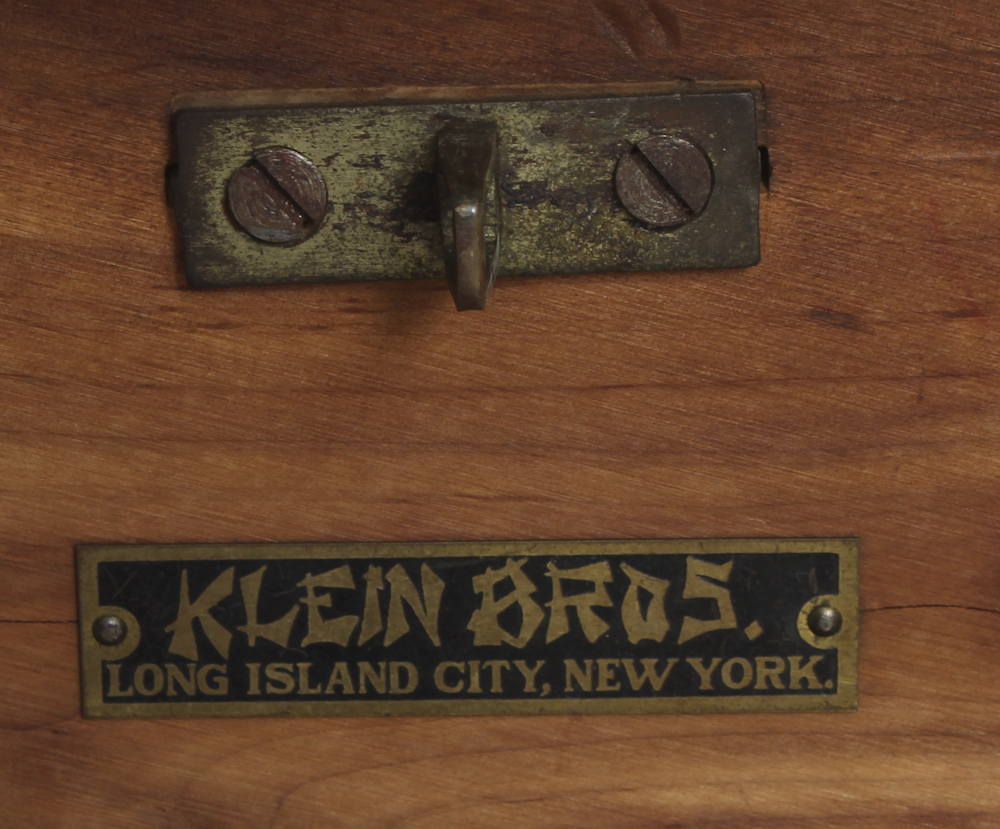 KLEIN BROS.
LONG ISLAND CITY, NEW YORK.